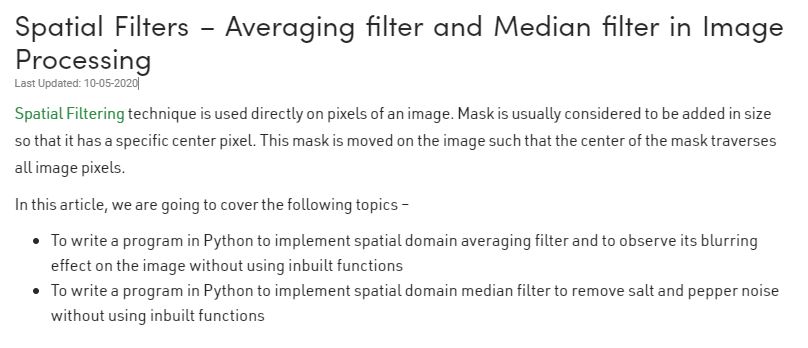 Spatial Filters – Averaging filter and Median filter in Image
Processing
Last Updated: 10-05-2020
Spatial Filtering technique is used directly on pixels of an image. Mask is usually considered to be added in size
so that it has a specific center pixel. This mask is moved on the image such that the center of the mask traverses
all image pixels.
In this article, we are going to cover the following topics –
• To write a program in Python to implement spatial domain averaging filter and to observe its blurring
effect on the image without using inbuilt functions
• To write a program in Python to implement spatial domain median filter to remove salt and pepper noise
without using inbuilt functions